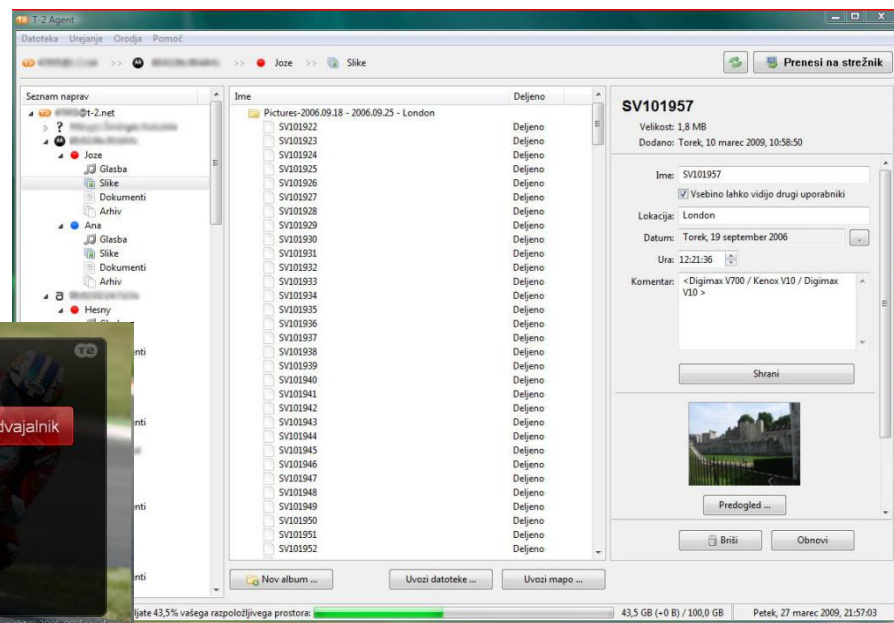 T-2 Agent
Datoteka Urejanje Orodja Pomoč
>> >> Joze >> Slike
Prenesi na strežnik
Seznam naprav
@t-2.net
?
Joze
Glasba
Slike
Dokumenti
Arhiv
Ana
Glasba
Slike
Dokumenti
Arhiv
Hesny
nti
nti
nti
nti
T2
dvajalnik
Ime Deljeno
Pictures-2006.09.18 - 2006.09.25 - London
SV101922 Deljeno
SV101923 Deljeno
SV101924 Deljeno
SV101925 Deljeno
SV101926 Deljeno
SV101927 Deljeno
SV101928 Deljeno
SV101929 Deljeno
SV101930 Deljeno
SV101931 Deljeno
SV101932 Deljeno
SV101933 Deljeno
SV101934 Deljeno
SV101935 Deljeno
SV101936 Deljeno
SV101937 Deljeno
SV101938 Deljeno
SV101939 Deljeno
SV101940 Deljeno
SV101941 Deljeno
SV101942 Deljeno
SV101943 Deljeno
SV101944 Deljeno
SV101945 Deljeno
SV101946 Deljeno
SV101947 Deljeno
SV101948 Deljeno
SV101949 Deljeno
SV101950 Deljeno
SV101951 Deljeno
SV101952 Deljeno
Nov album ... Uvozi datoteke ... Uvozi mapo ...
SV101957
Velikost: 1,8 MB
Dodano: Torek, 10 marec 2009, 10:58:50
Ime: SV101957
Vsebino lahko vidijo drugi uporabniki
Lokacija: London
Datum: Torek, 19 september 2006 .
Ura: 12:21:36
Komentar: <Digimax V700 / Kenox V10 / Digimax
V10 >
Shrani
Predogled ...
Briši Obnovi
ljate 43,5% vašega razpoložljivega prostora: 43,5 GB (+0 B) / 100,0 GB Petek, 27 marec 2009, 21:57:03